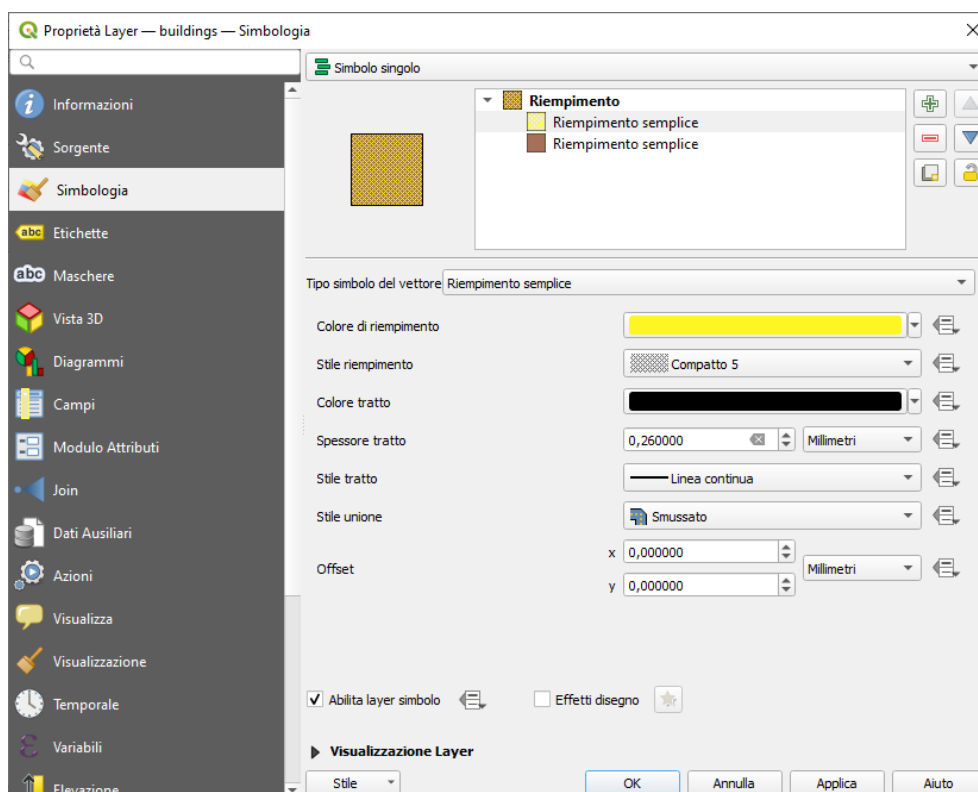 Proprietà Layer — buildings — Simbologia
Simbolo singolo
Informazioni
Sorgente
Simbologia
abc Etichette
abc Maschere
Vista 3D
Diagrammi
Campi
Modulo Attributi
Join
Dati Ausiliari
Azioni
Visualizza
Visualizzazione
Temporale
Variabili
Elevazione
Riempimento
Riempimento semplice
Riempimento semplice
Tipo simbolo del vettore Riempimento semplice
Colore di riempimento
Stile riempimento Compatto 5
Colore tratto
Spessore tratto 0,260000 Millimetri
Stile tratto Linea continua
Stile unione Smussato
Offset x 0,000000 Millimetri
y 0,000000
Abilita layer simbolo Effetti disegno
Visualizzazione Layer
Stile OK Annulla Applica Aiuto